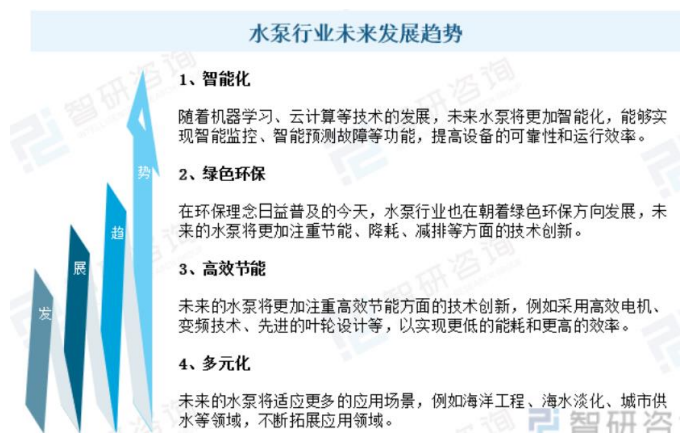 水泵行业未来发展趋势
1、智能化
随着机器学习、云计算等技术的发展，未来水泵将更加智能化，能够实
现智能监控、智能预测故障等功能，提高设备的可靠性和运行效率。
2、绿色环保
在环保理念日益普及的今天，水泵行业也在朝着绿色环保方向发展，未
来的水泵将更加注重节能、降耗、减排等方面的技术创新。
3、高效节能
未来的水泵将更加注重高效节能方面的技术创新，例如采用高效电机、
变频技术、先进的叶轮设计等，以实现更低的能耗和更高的效率。
4、多元化
未来的水泵将适应更多的应用场景，例如海洋工程、海水淡化、城市供
水等领域，不断拓展应用领域。
发
展
趋
势
智研咨询
智研咨询
智研咨询
智研咨